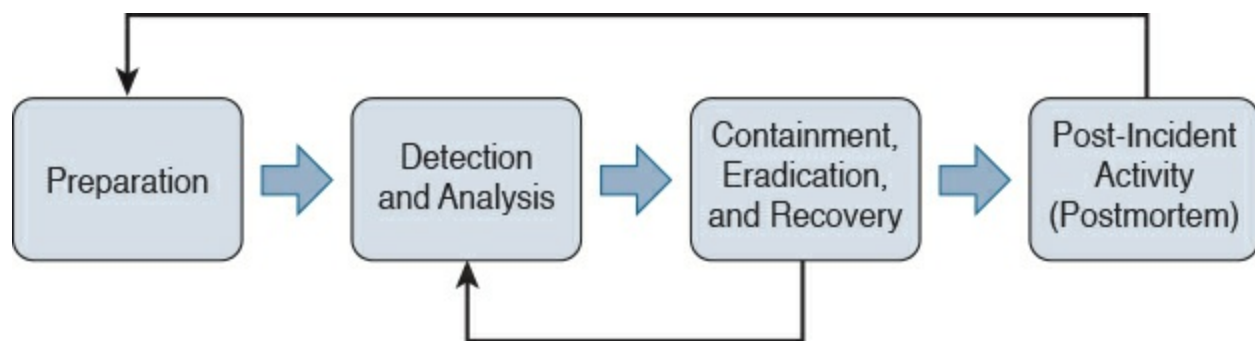 Preparation
Detection
and Analysis
Containment,
Eradication,
and Recovery
Post-Incident
Activity
(Postmortem)